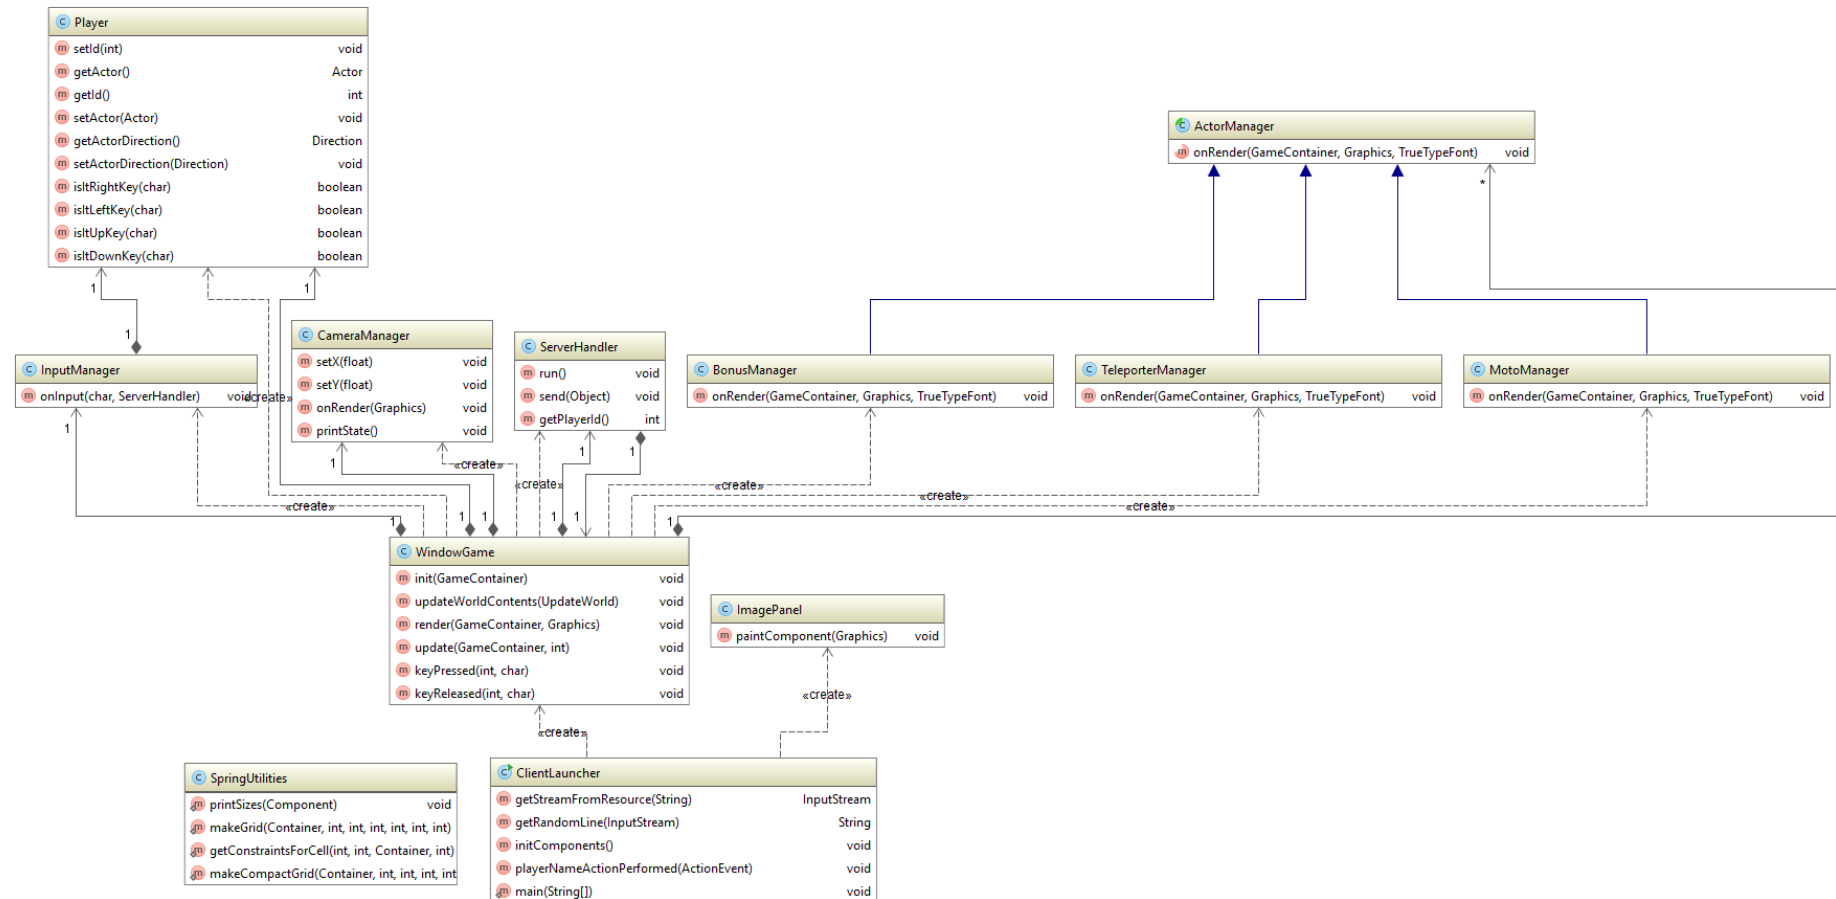 Player
setId(int) void
getActor() Actor
getId() int
setActor(Actor) void
getActorDirection() Direction
setActorDirection(Direction) void
isItRightKey(char) boolean
isItLeftKey(char) boolean
isItUpKey(char) boolean
isItDownKey(char) boolean
ActorManager
onRender(GameContainer, Graphics, TrueTypeFont) void
*
1
1
1
InputManager
onInput(char, ServerHandler) void
«create»
CameraManager
setX(float) void
setY(float) void
onRender(Graphics) void
printState() void
ServerHandler
run() void
send(Object) void
getPlayerId() int
BonusManager
onRender(GameContainer, Graphics, TrueTypeFont) void
TeleporterManager
onRender(GameContainer, Graphics, TrueTypeFont) void
MotoManager
onRender(GameContainer, Graphics, TrueTypeFont) void
1
1
1
1
«create»
«create»
«create»
«create»
«create»
«create»
1
1
1
1
1
1
WindowGame
init(GameContainer) void
updateWorldContents(UpdateWorld) void
render(GameContainer, Graphics) void
update(GameContainer, int) void
keyPressed(int, char) void
keyReleased(int, char) void
ImagePanel
paintComponent(Graphics) void
«create»
«create»
SpringUtilities
printSizes(Component) void
makeGrid(Container, int, int, int, int, int, int)
getConstraintsForCell(int, int, Container, int)
makeCompactGrid(Container, int, int, int, int
ClientLauncher
getStreamFromResource(String) InputStream
getRandomLine(InputStream) String
initComponents() void
playerNameActionPerformed(ActionEvent) void
main(String[]) void